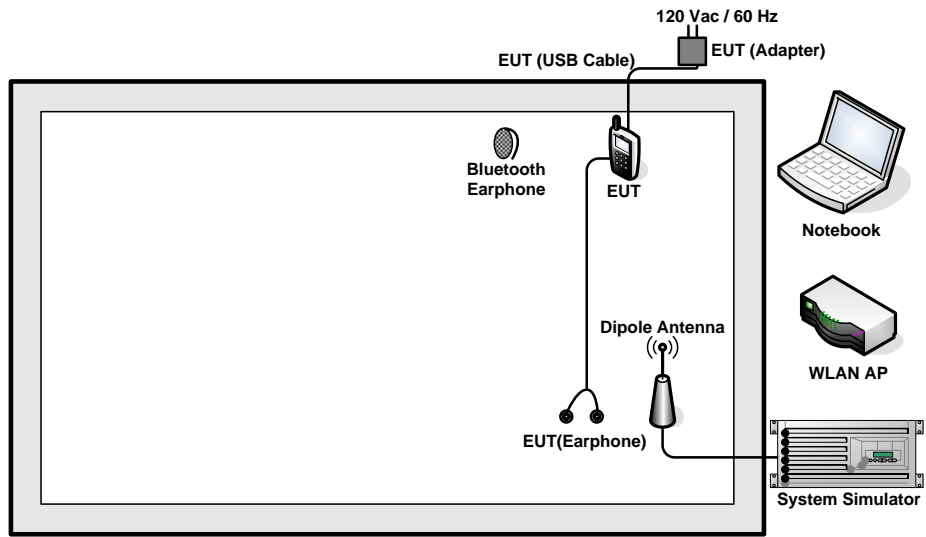 120 Vac / 60 Hz
EUT (Adapter)
EUT (USB Cable)
Bluetooth
Earphone
EUT
Notebook
Dipole Antenna
WLAN AP
EUT(Earphone)
System Simulator